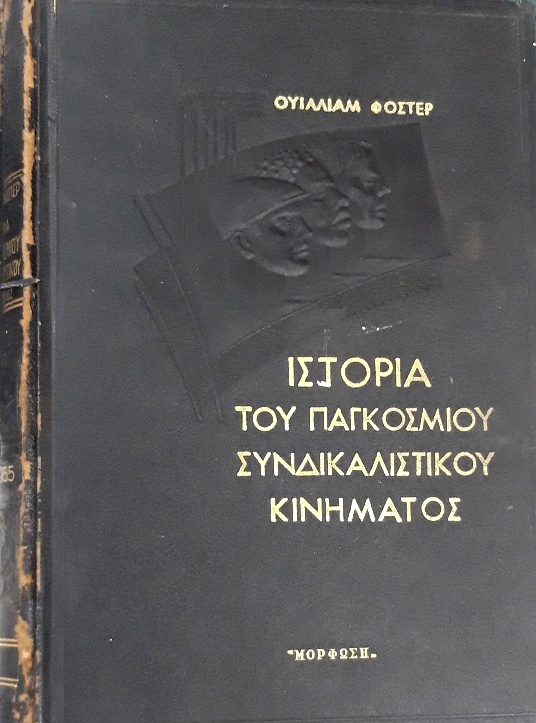 ΟΥΙΛΛΙΑΜ ΦΟΣΤΕΡ
ΙΣΤΟΡΙΑ
ΤΟΥ ΠΑΓΚΟΣΜΙΟΥ
ΣΥΝΔΙΚΑΛΙΣΤΙΚΟΥ
ΚΙΝΗΜΑΤΟΣ
"ΜΟΡΦΩΣΗ„